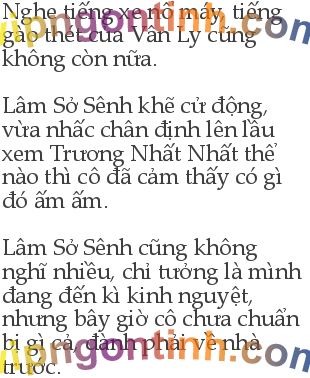 Nghe tiếng xe nổ máy, tiếng
gào thét của Vân Ly cũng
không còn nữa.
Lâm Sở Sênh khẽ cử động,
vừa nhấc chân định lên lầu
xem Trương Nhất Nhất thể
nào thì cô đã cảm thấy có gì
đó ấm ấm.
Lâm Sở Sênh cũng không
nghĩ nhiều, chỉ tưởng là mình
đang đến kì kinh nguyệt,
nhưng bây giờ cô chưa chuẩn
bị gì cả, đành phải về nhà
trước.
vipngontinh.com
vipngontinh.com